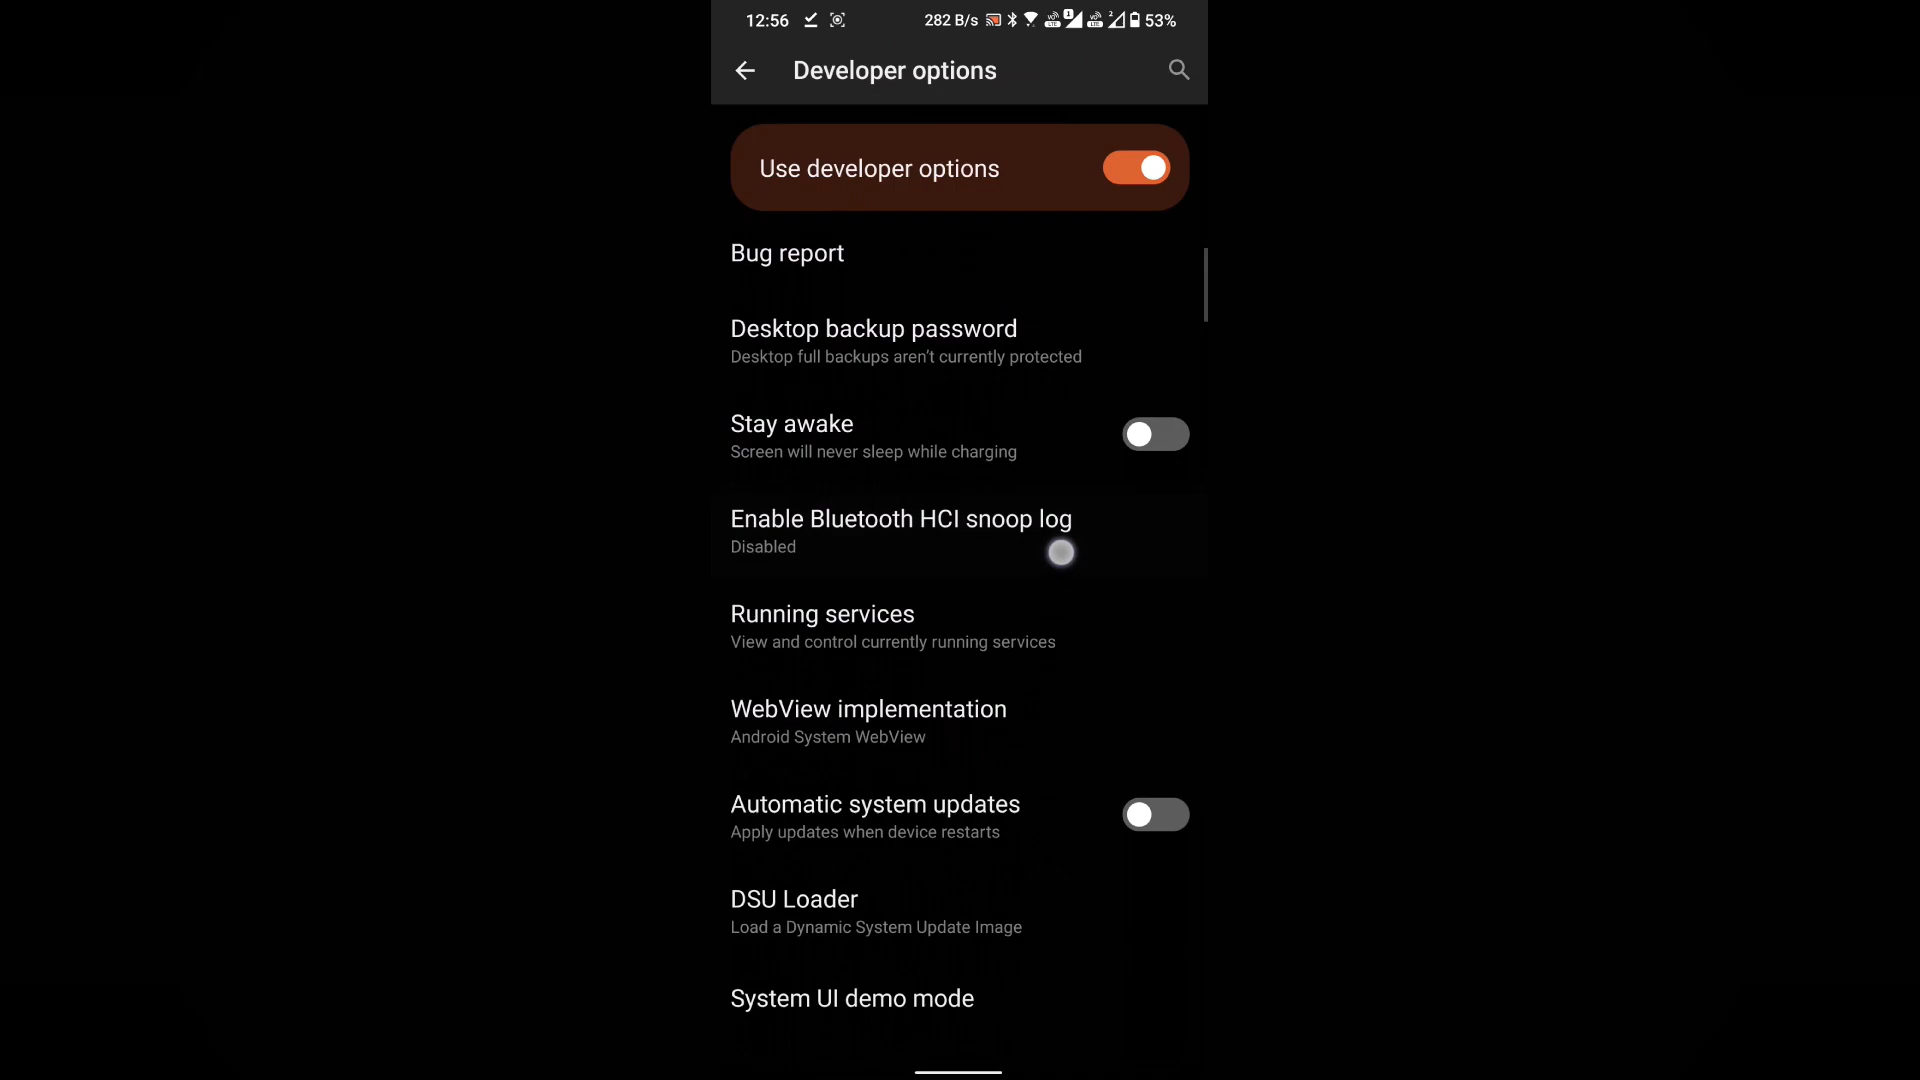 12:56 282 B/s 53%
Developer options
Use developer options
Bug report
Desktop backup password
Desktop full backups aren't currently protected
Stay awake
Screen will never sleep while charging
Enable Bluetooth HCI snoop log
Disabled
Running services
View and control currently running services
WebView implementation
Android System WebView
Automatic system updates
Apply updates when device restarts
DSU Loader
Load a Dynamic System Update Image
System UI demo mode